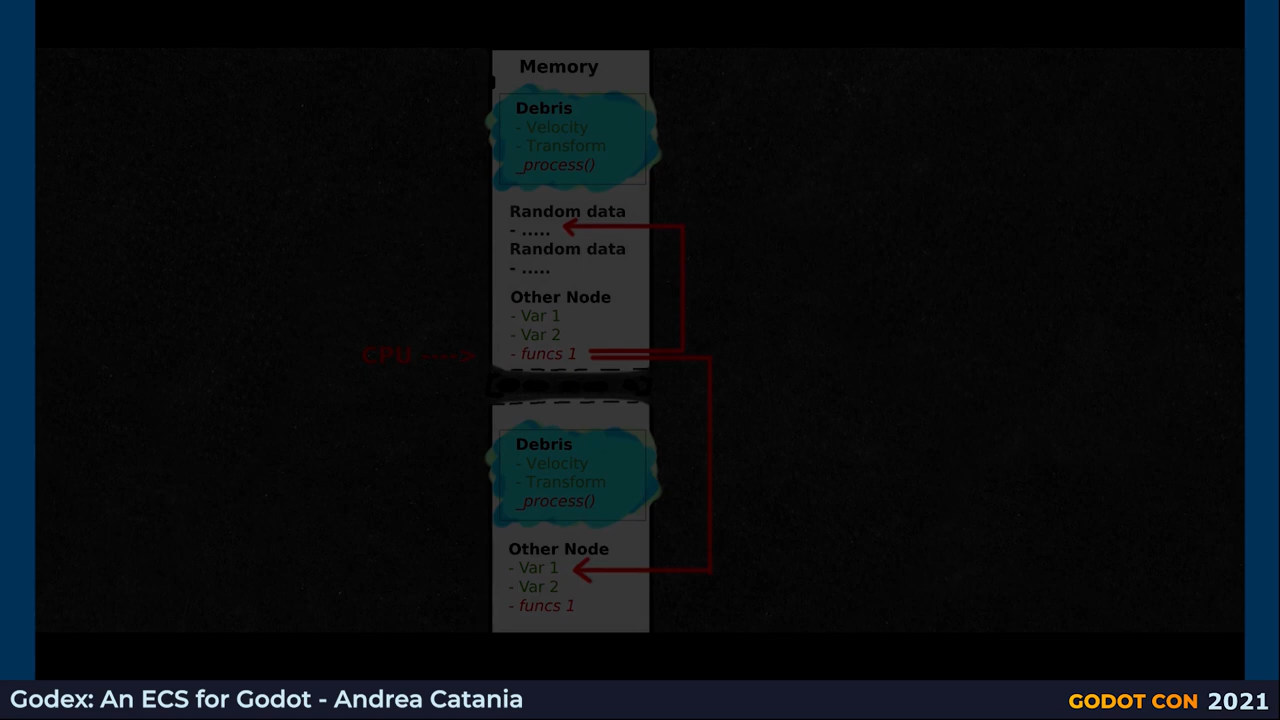 Memory
Debris
- Velocity
- Transform
_process()
Random data
- .....
Random data
- .....
Other Node
- Var 1
- Var 2
- funcs 1
CPU ---->
Debris
- Velocity
- Transform
_process()
Other Node
- Var 1
- Var 2
- funcs 1
Godex: An ECS for Godot - Andrea Catania
GODOT CON 2021